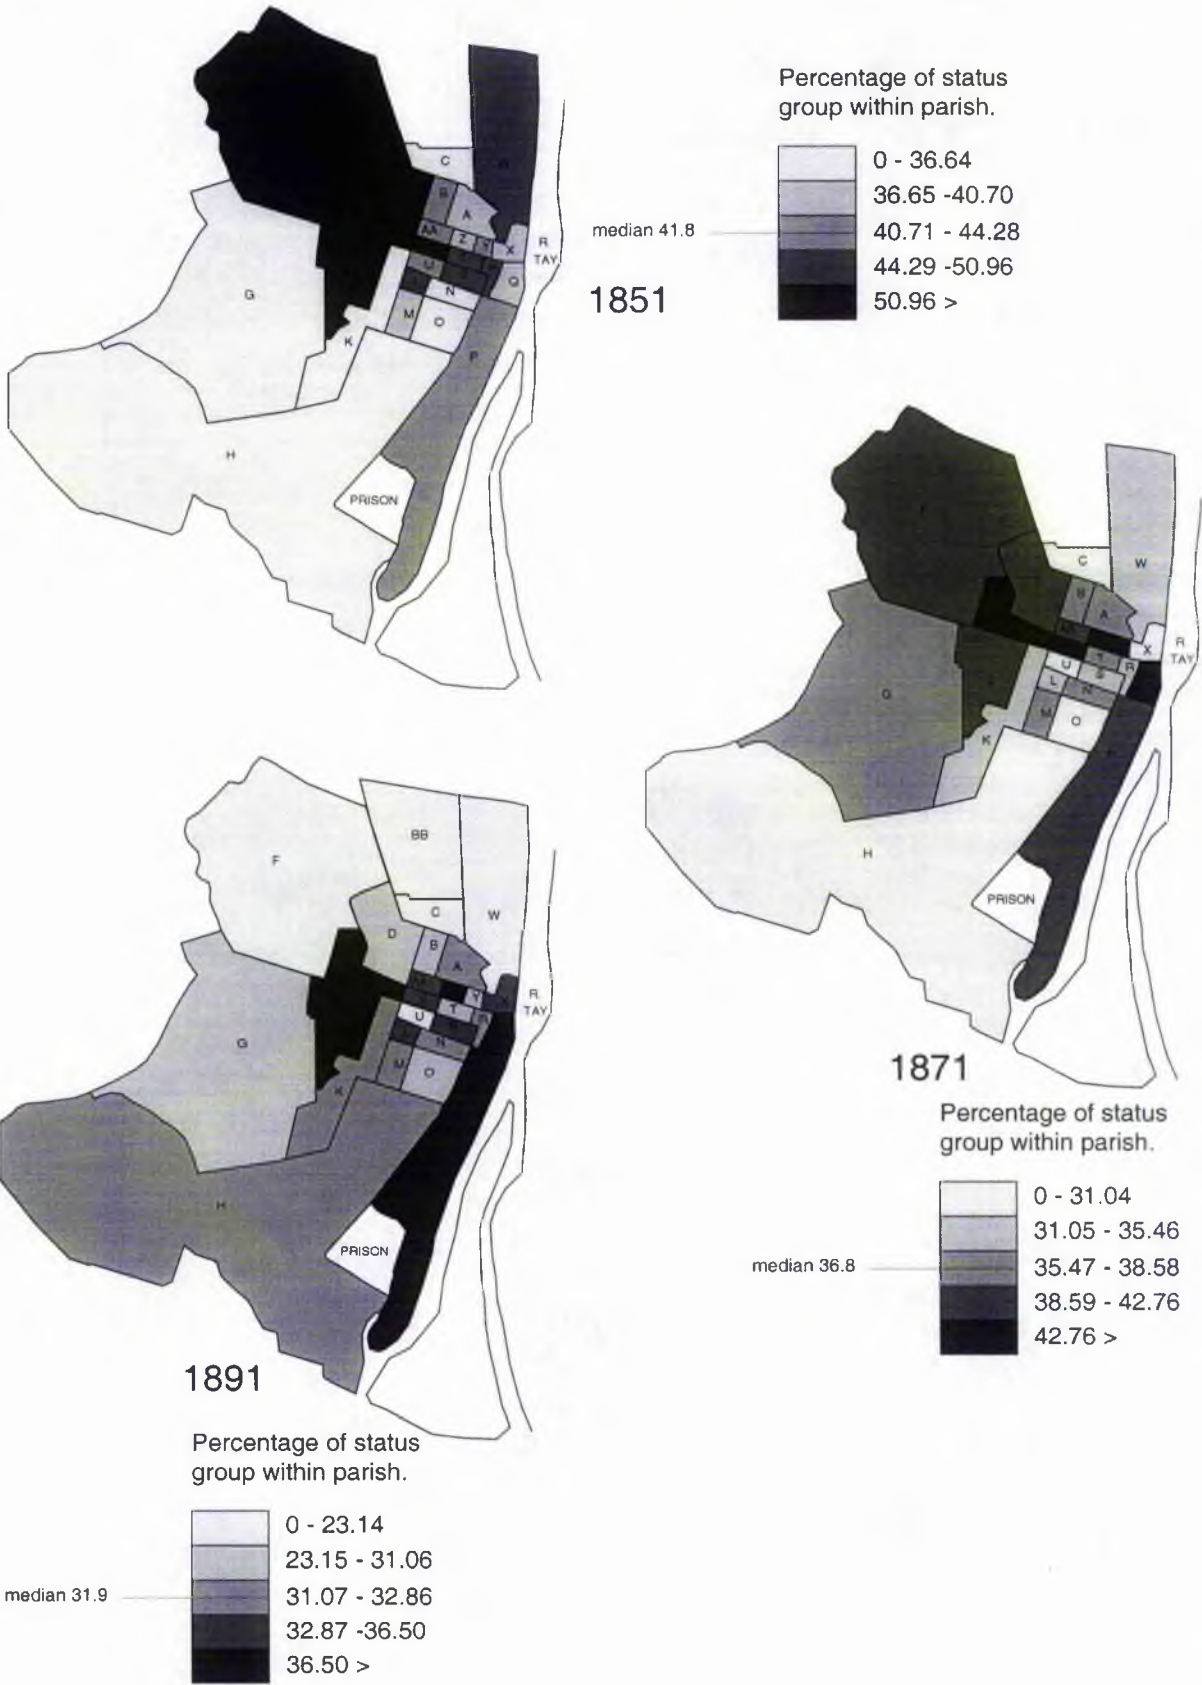 Percentage of status
group within parish.
0 - 36.64
36.65 -40.70
median 41.8
40.71 - 44.28
44.29 -50.96
50.96 >
1851
C
B
A
AA
Z
Y
X
R.
TAY
U
Q
N
M
O
G
K
P
H
PRISON
C
W
B
A
X
R.
TAY
T
R
U
S
L
N
G
M
O
K
H
PRISON
1871
Percentage of status
group within parish.
0 - 31.04
31.05 - 35.46
median 36.8
35.47 - 38.58
38.59 - 42.76
42.76 >
BB
F
C
W
D
B
A
Y
X
R.
TAY
T
U
R
N
G
M
O
K
H
PRISON
1891
Percentage of status
group within parish.
0 - 23.14
23.15 - 31.06
median 31.9
31.07 - 32.86
32.87 -36.50
36.50 >